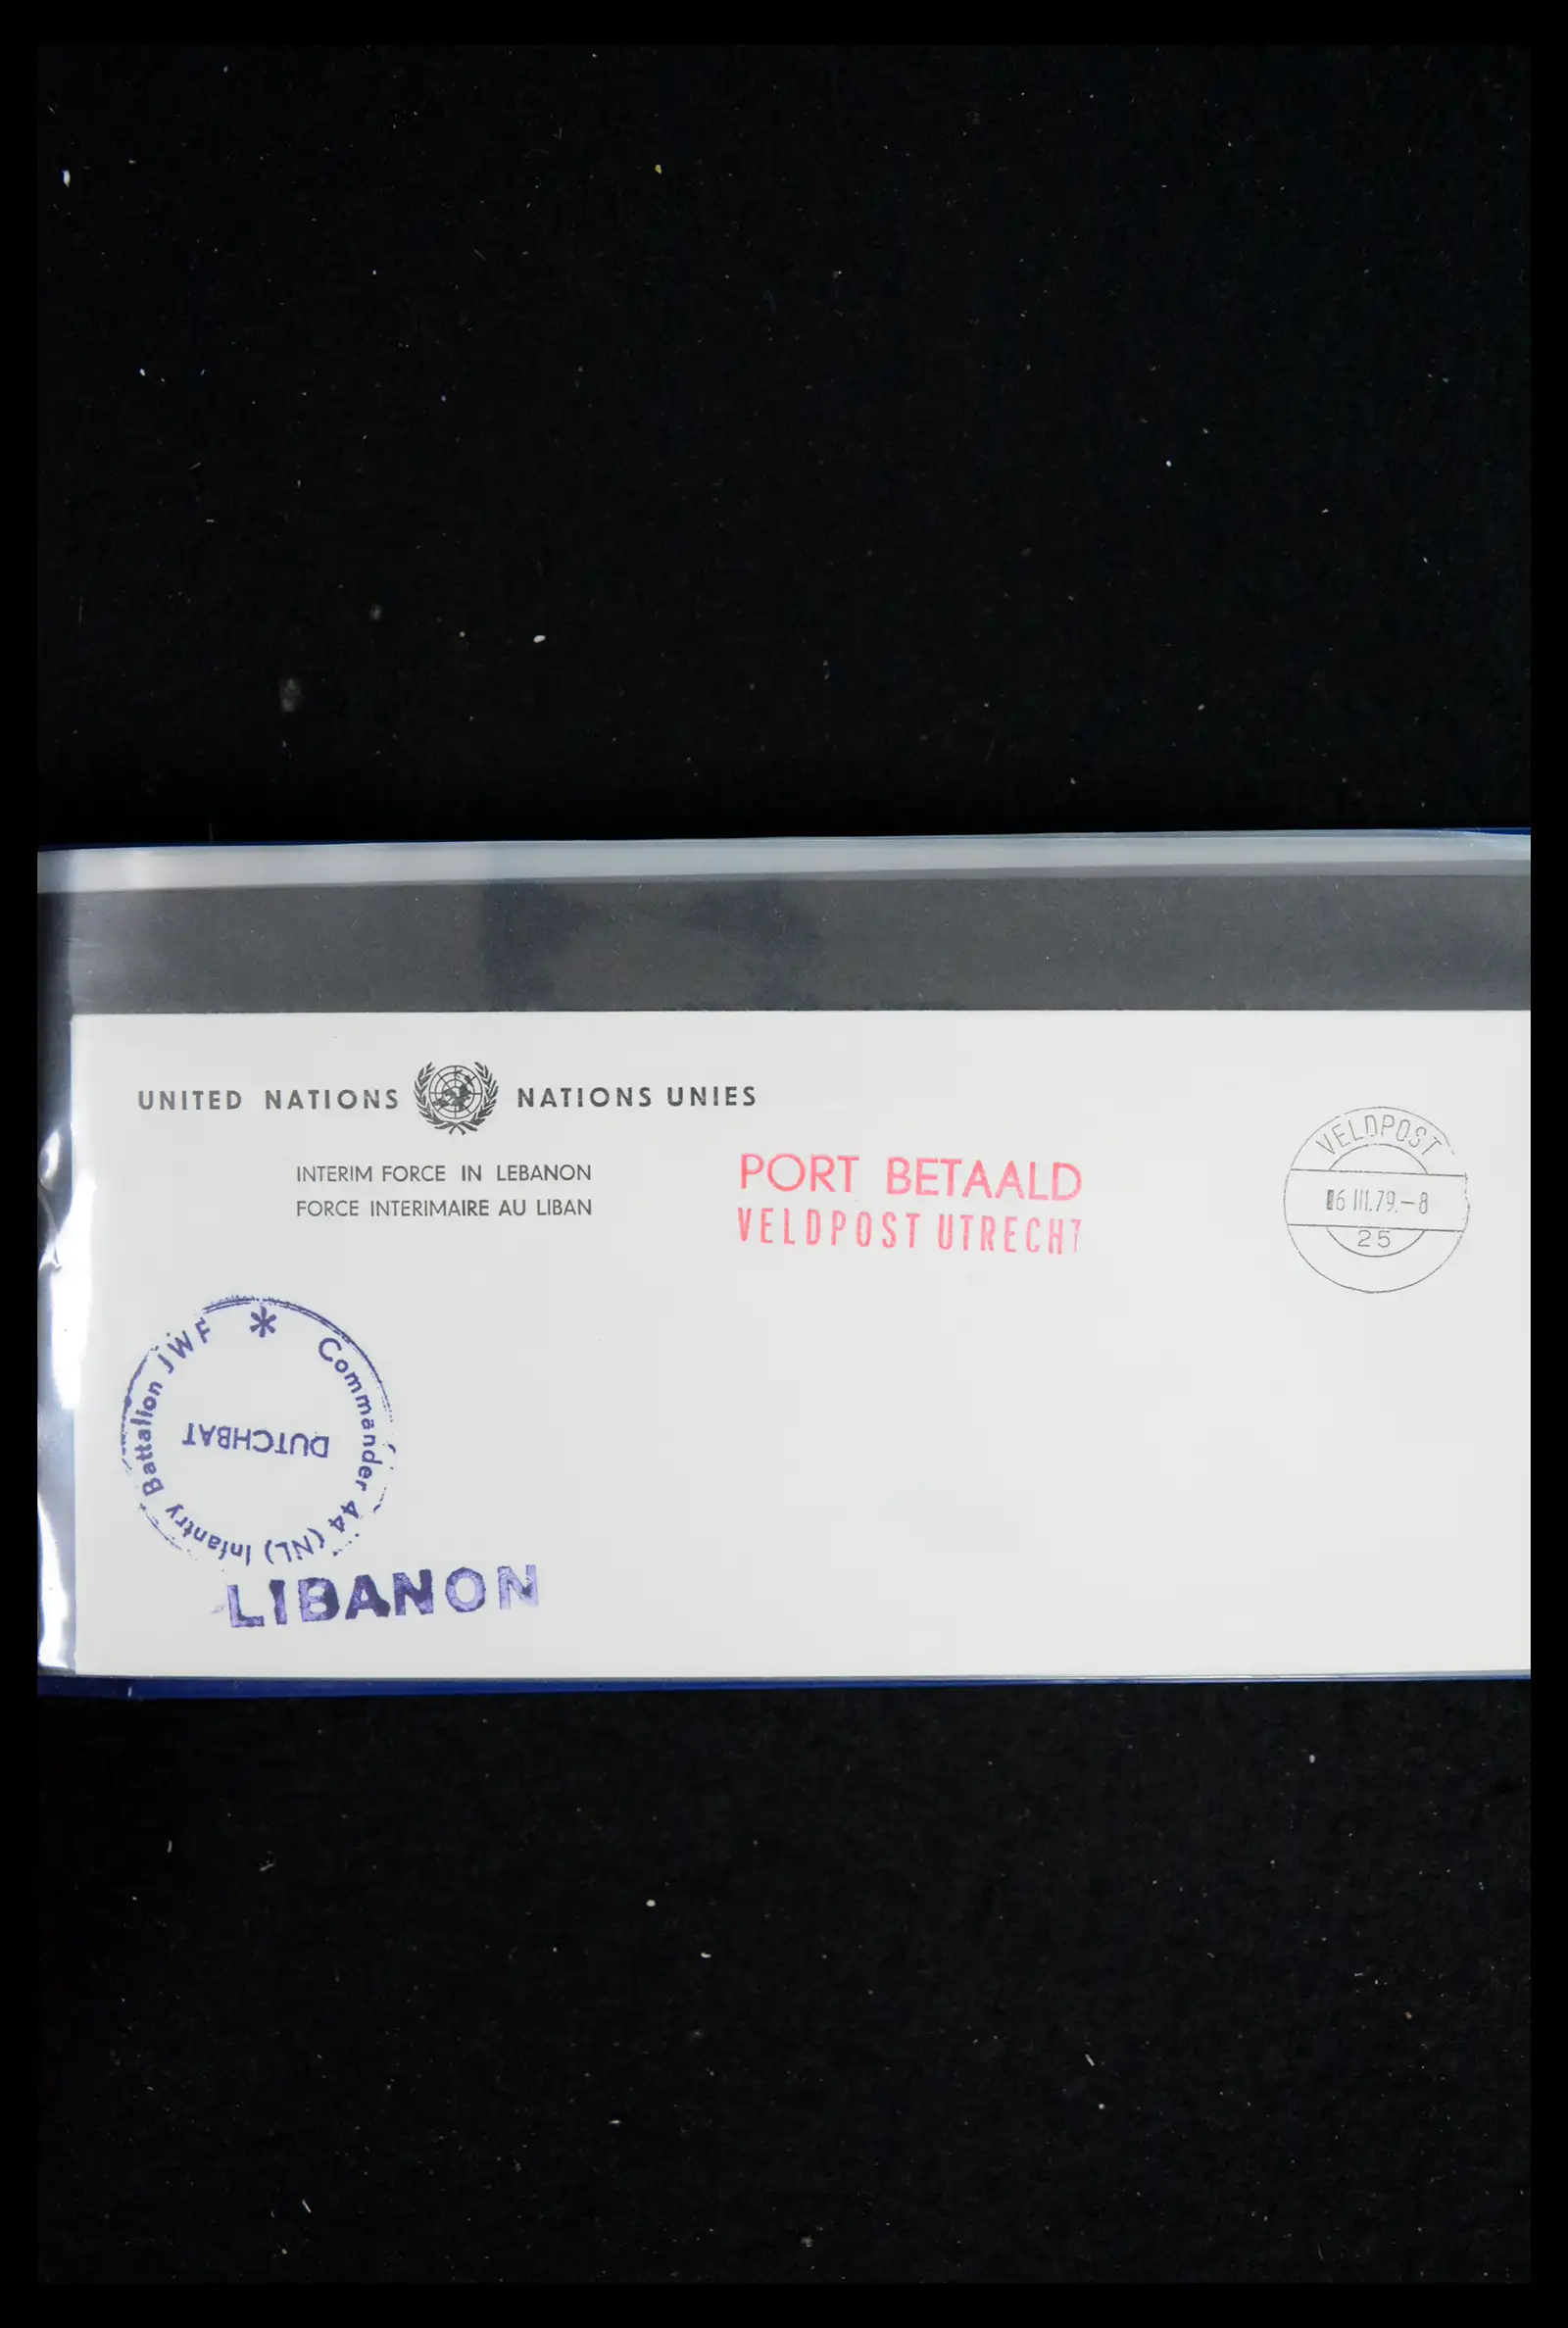 UNITED NATIONS NATIONS UNIES
INTERIM FORCE IN LEBANON
FORCE INTERIMAIRE AU LIBAN
PORT BETAALD
VELDPOST UTRECHT
VELDPOST
6 III.79.-8
25
Commander 44 (NL) Infantry Battalion JWF *
DUTCHBAT
LIBANON